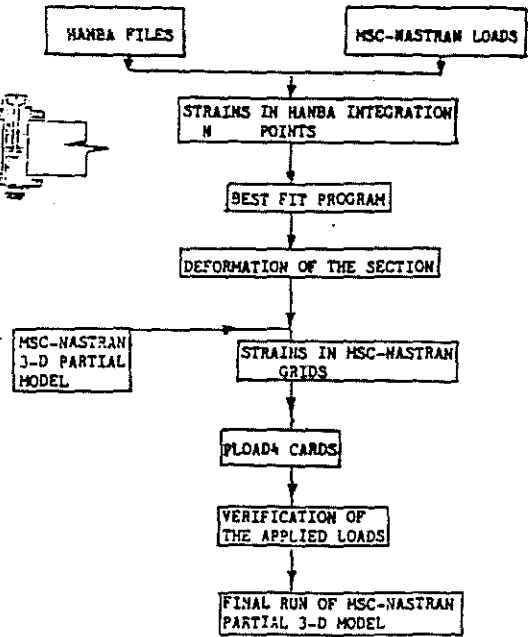 HANBA FILES
MSC-NASTRAN LOADS
STRAINS IN HANBA INTEGRATION
N POINTS
BEST FIT PROGRAM
DEFORMATION OF THE SECTION
MSC-NASTRAN
3-D PARTIAL
MODEL
STRAINS IN MSC-NASTRAN
GRIDS
PLOAD4 CARDS
VERIFICATION OF
THE APPLIED LOADS
FINAL RUN OF MSC-NASTRAN
PARTIAL 3-D MODEL